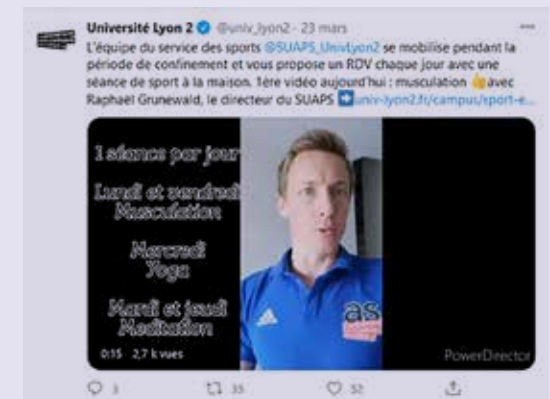 Université Lyon 2 @univ_lyon2 · 23 mars
L'équipe du service des sports @SUAPS_UnivLyon2 se mobilise pendant la
période de confinement et vous propose un RDV chaque jour avec une
séance de sport à la maison. 1ère vidéo aujourd'hui : musculation 👍avec
Raphaël Grunewald, le directeur du SUAPS ➡univ-lyon2.fr/campus/sport-e...
1 séance par jour
Lundi et vendredi
Musculation
Mercredi
Yoga
Mardi et jeudi
Meditation
as
0:15 2,7 k vues
PowerDirector
3 35 52